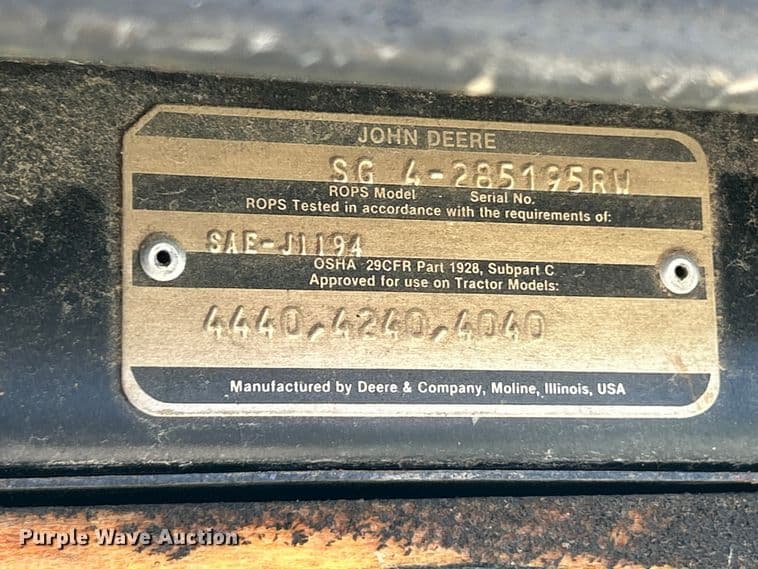 JOHN DEERE
SG 4-285195RW
ROPS Model Serial No.
ROPS Tested in accordance with the requirements of:
SAE-J1194
OSHA 29CFR Part 1928, Subpart C
Approved for use on Tractor Models:
4440,4240,4040
Manufactured by Deere & Company, Moline, Illinois, USA
Purple Wave Auction